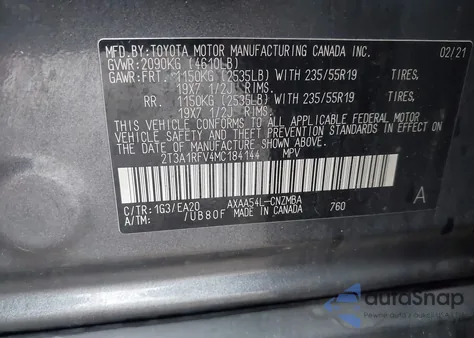 MFD.BY:TOYOTA MOTOR MANUFACTURING CANADA INC. 02/21
GVWR:2090KG (4610LB)
GAWR:FRT. 1150KG (2535LB) WITH 235/55R19 TIRES,
19X7 1/2J RIMS.
RR. 1150KG (2535LB) WITH 235/55R19 TIRES,
19X7 1/2J RIMS.
THIS VEHICLE CONFORMS TO ALL APPLICABLE FEDERAL MOTOR
VEHICLE SAFETY AND THEFT PREVENTION STANDARDS IN EFFECT
ON THE DATE OF MANUFACTURE SHOWN ABOVE.
2T3A1RFV4MC184144 MPV
A
C/TR:1G3/EA20 AXAA54L-CNZMBA
A/TM: /UB80F MADE IN CANADA 760
autoSnap